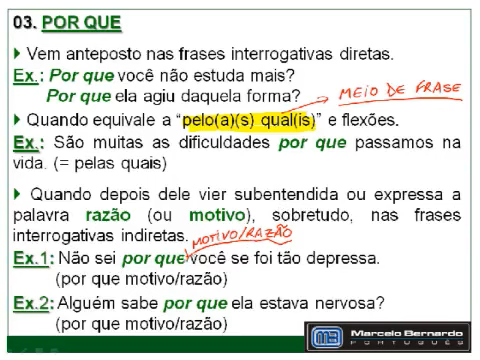 03. POR QUE
Vem anteposto nas frases interrogativas diretas.
Ex.: Por que você não estuda mais?
Por que ela agiu daquela forma?
MEIO DE FRASE
Quando equivale a “pelo(a)(s) qual(is)” e flexões.
Ex.: São muitas as dificuldades por que passamos na
vida. (= pelas quais)
Quando depois dele vier subentendida ou expressa a
palavra razão (ou motivo), sobretudo, nas frases
interrogativas indiretas.
MOTIVO/RAZÃO
Ex.1: Não sei por que você se foi tão depressa.
(por que motivo/razão)
Ex.2: Alguém sabe por que ela estava nervosa?
(por que motivo/razão)
MB Marcelo Bernardo
PORTUGUÊS